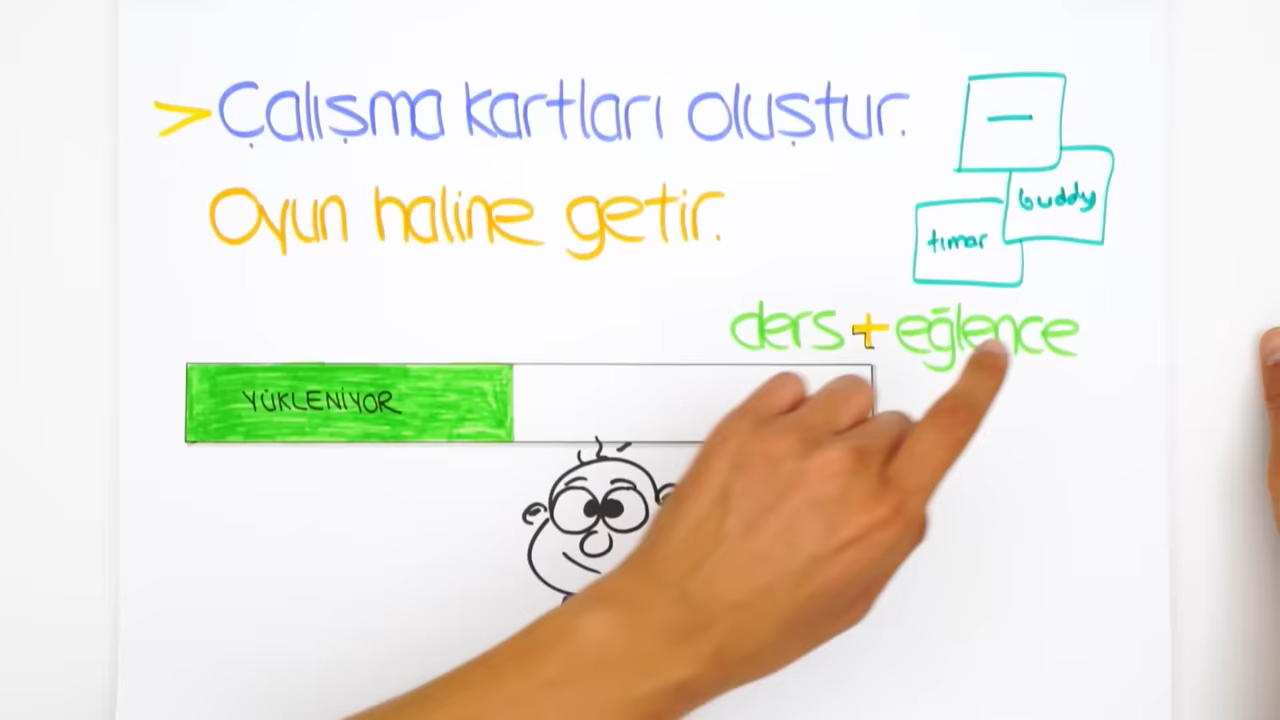 > Çalışma kartları oluştur.
Oyun haline getir.
buddy
tımar
ders + eğlence
YÜKLENİYOR